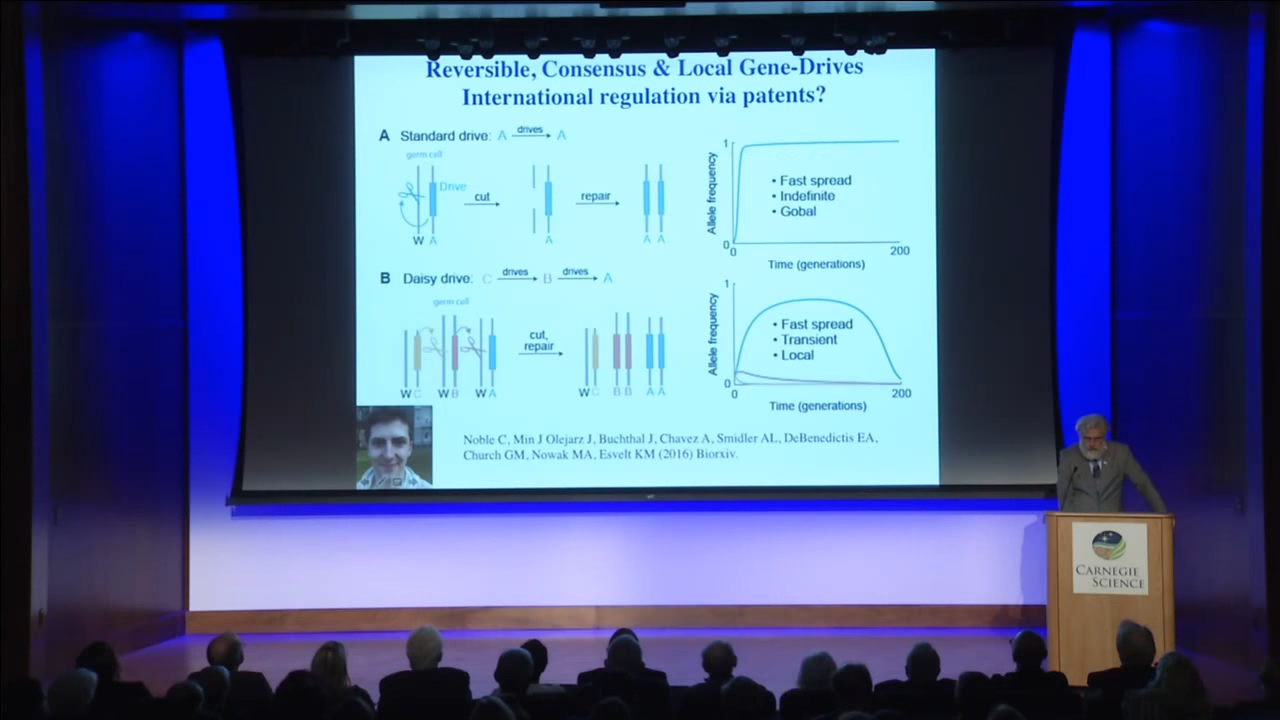 Reversible, Consensus & Local Gene-Drives
International regulation via patents?
A Standard drive: A drives A
germ cell
Drive
cut
repair
W A
A
A A
Allele frequency
1
0
0
200
Time (generations)
• Fast spread
• Indefinite
• Gobal
B Daisy drive: C drives B drives A
germ cell
cut,
repair
W C W B W A
W C B B A A
Allele frequency
1
0
0
200
Time (generations)
• Fast spread
• Transient
• Local
Noble C, Min J Olejarz J, Buchthal J, Chavez A, Smidler AL, DeBenedictis EA,
Church GM, Nowak MA, Esvelt KM (2016) Biorxiv.
CARNEGIE
SCIENCE